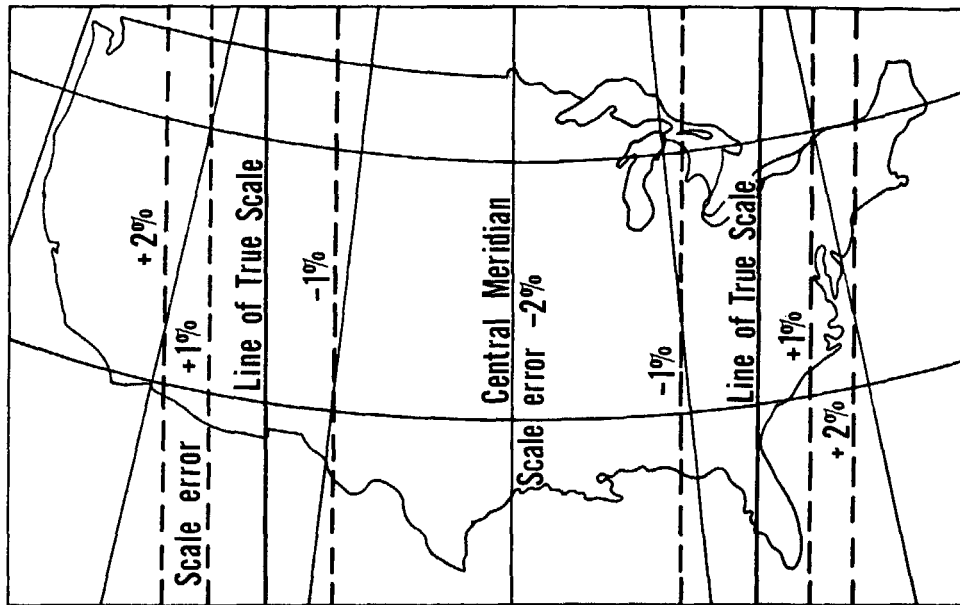 +2%
Scale error +1%
Line of True Scale
-1%
Central Meridian
Scale error -2%
-1%
Line of True Scale
+1%
+2%